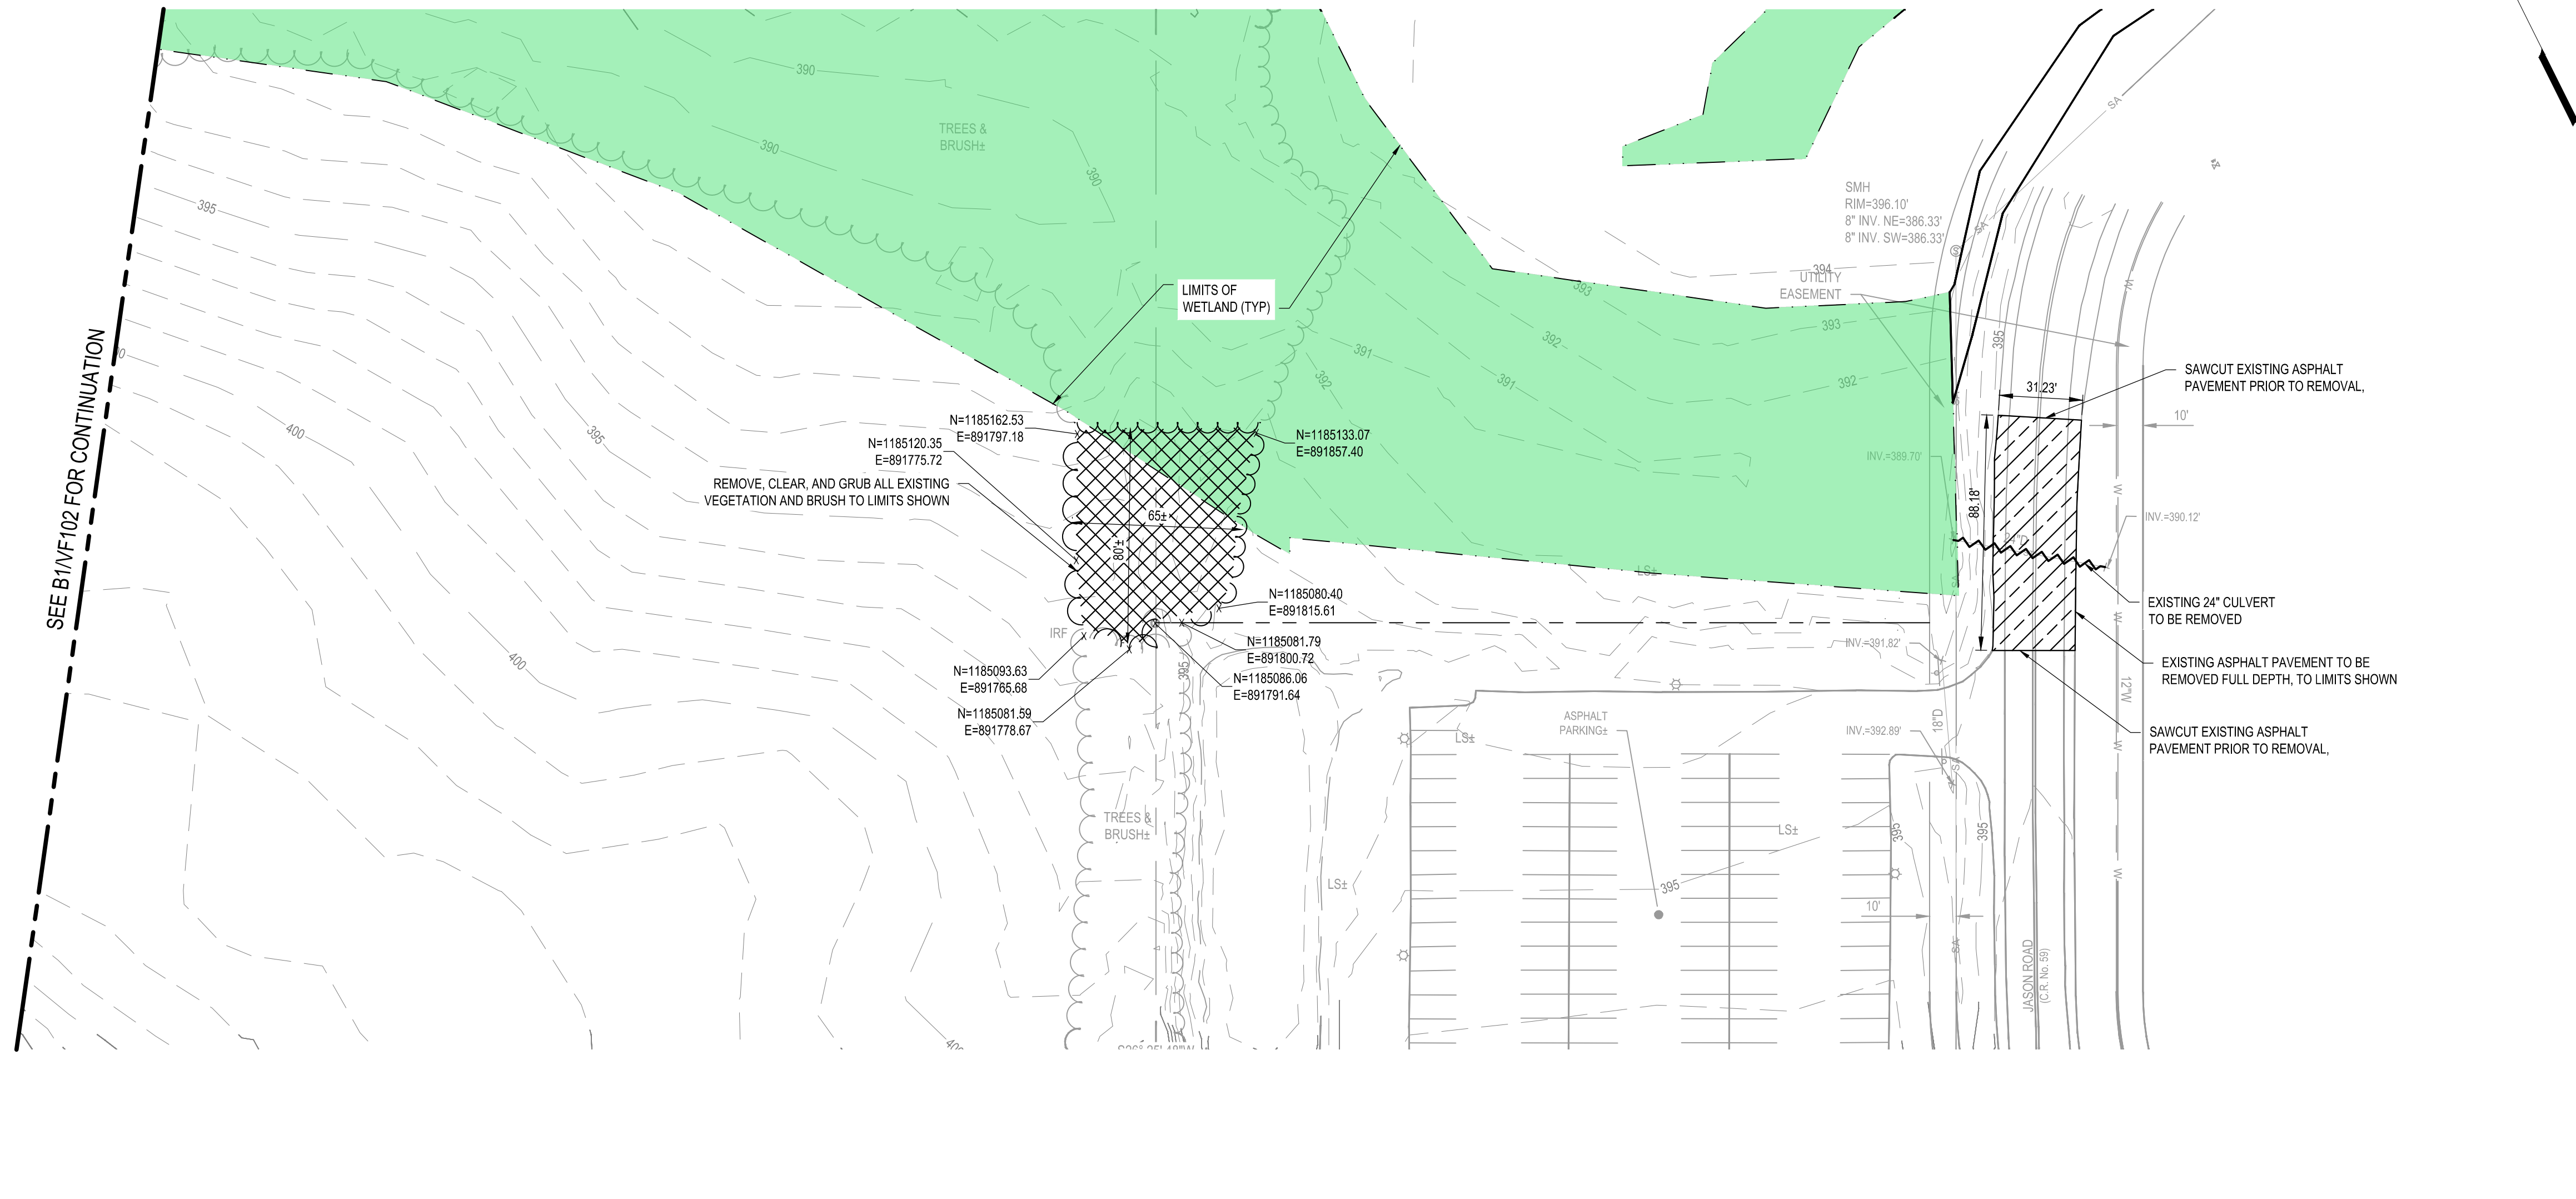 390
TREES &
BRUSH±
390
390
395
SA
SMH
RIM=396.10'
8" INV. NE=386.33'
8" INV. SW=386.33'
SA
W
394
UTILITY
EASEMENT
393
LIMITS OF
WETLAND (TYP)
393
392
391
392
391
392
395
SEE B1/VF102 FOR CONTINUATION
400
395
SAWCUT EXISTING ASPHALT
PAVEMENT PRIOR TO REMOVAL,
31.23'
10'
N=1185162.53
E=891797.18
N=1185120.35
E=891775.72
N=1185133.07
E=891857.40
INV.=389.70'
REMOVE, CLEAR, AND GRUB ALL EXISTING
VEGETATION AND BRUSH TO LIMITS SHOWN
65±
80'±
88.18'
W
INV.=390.12'
24"D
LS±
SA
N=1185080.40
E=891815.61
EXISTING 24" CULVERT
TO BE REMOVED
W
IRF
N=1185081.79
E=891800.72
INV.=391.82'
400
395
N=1185093.63
E=891765.68
N=1185086.06
E=891791.64
EXISTING ASPHALT PAVEMENT TO BE
REMOVED FULL DEPTH, TO LIMITS SHOWN
12"W
N=1185081.59
E=891778.67
ASPHALT
PARKING±
LS±
INV.=392.89'
18"D
SAWCUT EXISTING ASPHALT
PAVEMENT PRIOR TO REMOVAL,
W
SA
TREES &
BRUSH±
LS±
395
395
W
LS±
395
10'
SA
JASON ROAD
(C.R. No. 59)